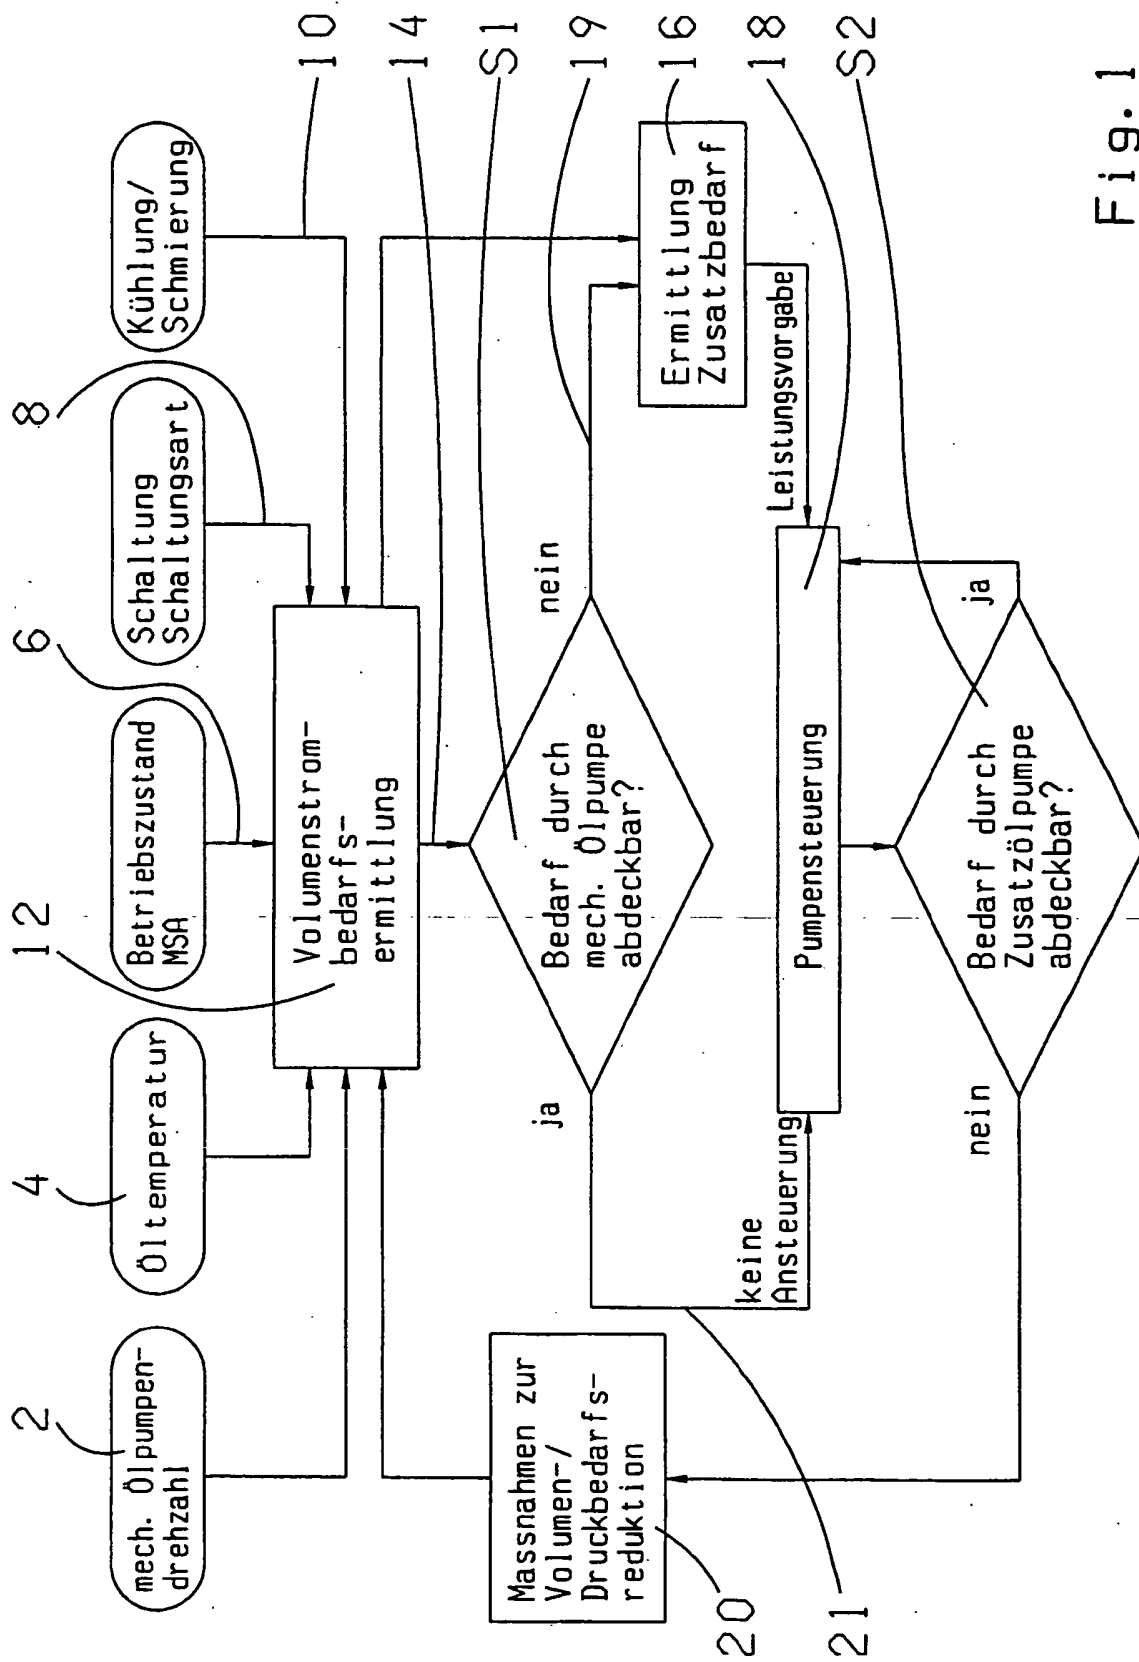 2
4
12
6
8
mech. Ölpumpen-
drehzahl
Öltemperatur
Betriebszustand
MSA
Schaltung
Schaltungsart
Kühlung/
Schmierung
10
14
S1
19
16
18
S2
Volumenstrom-
bedarfs-
ermittlung
Massnahmen zur
Volumen-/
Druckbedarfs-
reduktion
20
21
ja
Bedarf durch
mech. Ölpumpe
abdeckbar?
nein
Ermittlung
Zusatzbedarf
keine
Ansteuerung
Leistungsvorgabe
Pumpensteuerung
nein
Bedarf durch
Zusatzölpumpe
abdeckbar?
ja
Fig. 1